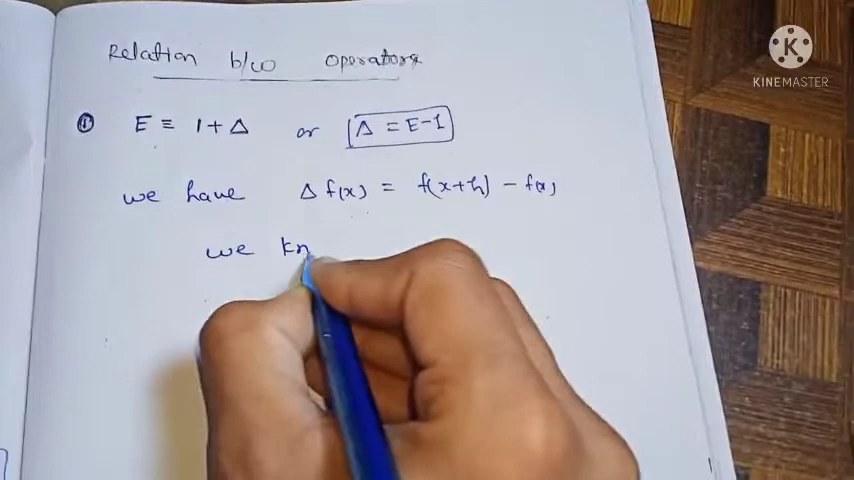 Relation b/w operators
① E ≡ 1 + Δ or Δ = E-1
we have Δ f(x) = f(x+h) - f(x)
we kn
K
KINEMASTER